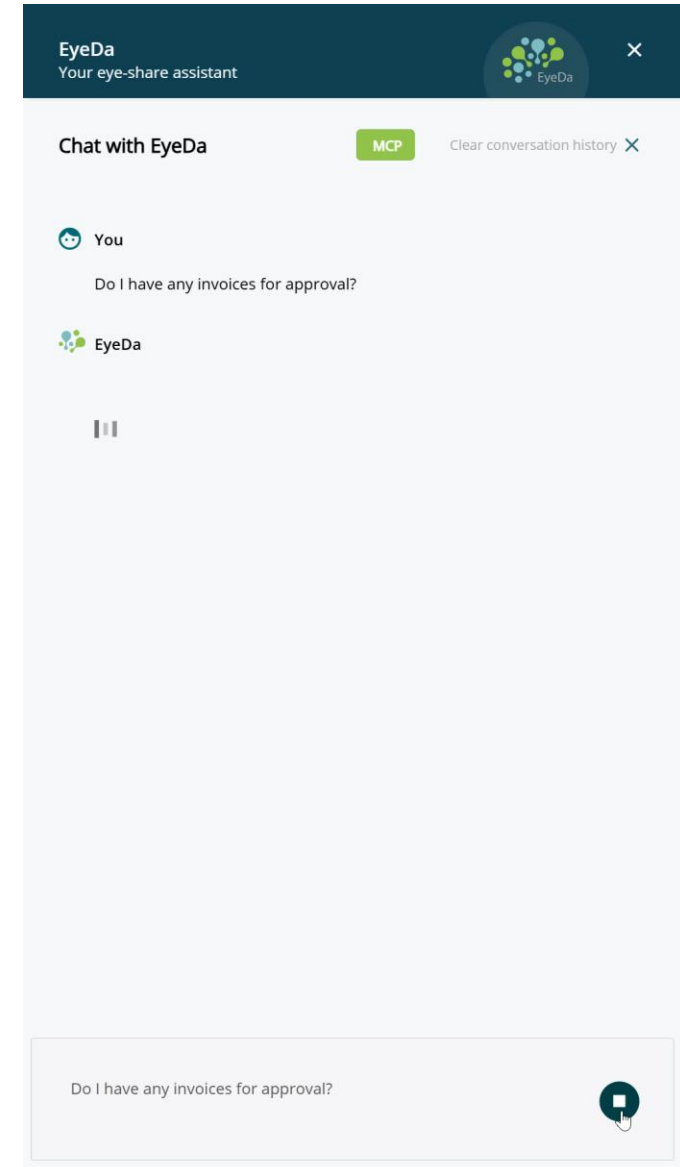 EyeDa
Your eye-share assistant
EyeDa
Chat with EyeDa
MCP
Clear conversation history
You
Do I have any invoices for approval?
EyeDa
Do I have any invoices for approval?